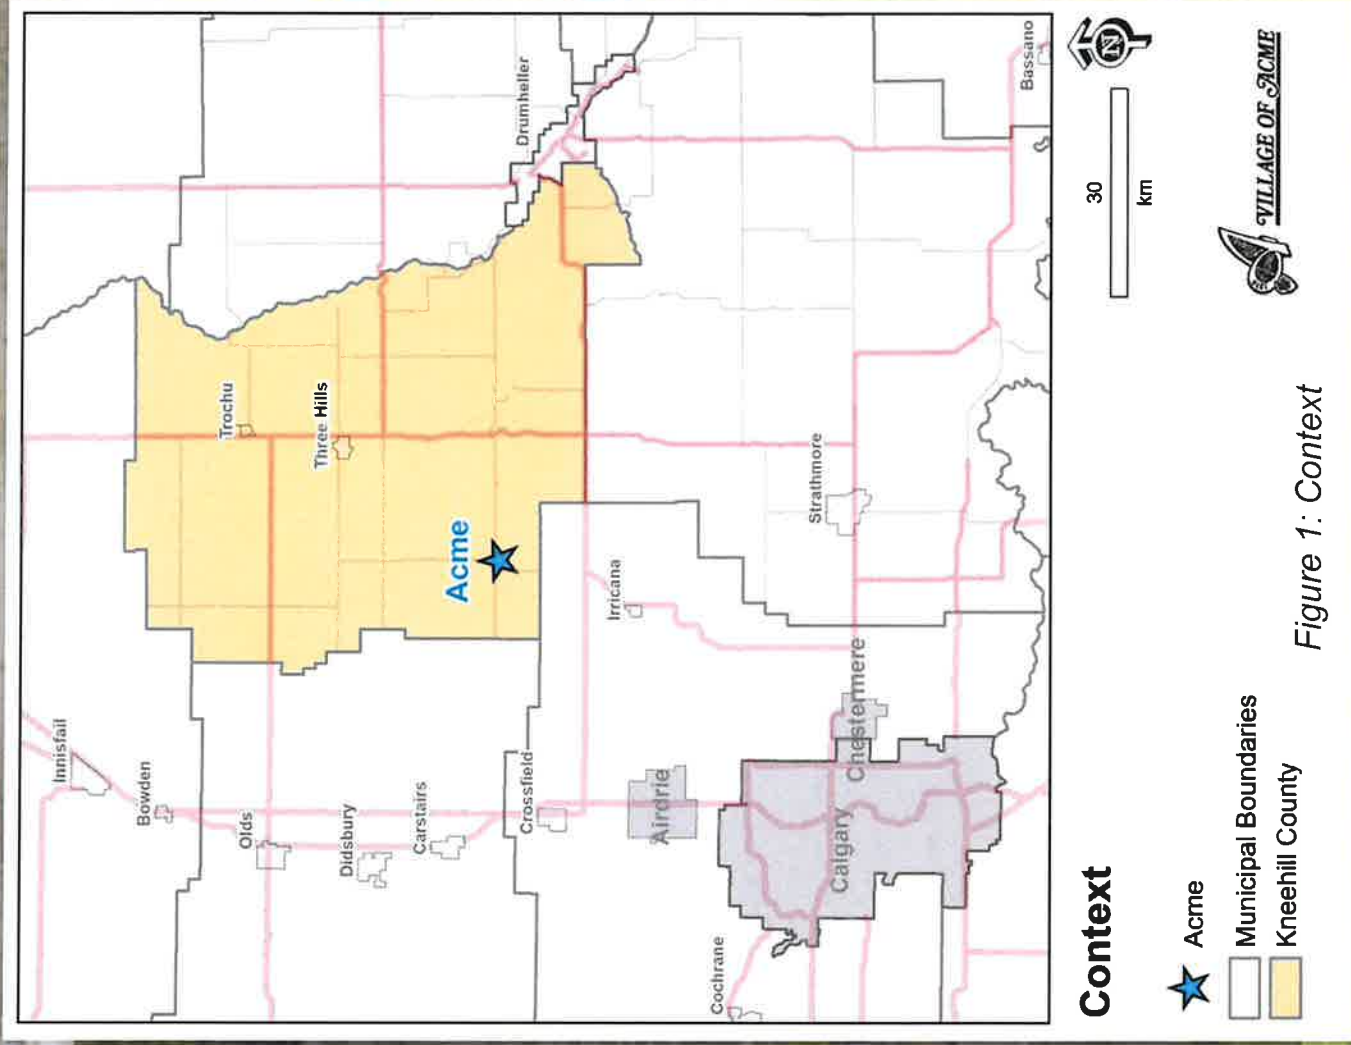 Innisfail
Bowden
Olds
Didsbury
Carstairs
Crossfield
Airdrie
Calgary
Chestermere
Cochrane
Irricana
Strathmore
Trochu
Three Hills
Acme
Drumheller
Bassano
Context
Acme
Municipal Boundaries
Kneehill County
N
30
km
VILLAGE OF ACME
Figure 1: Context